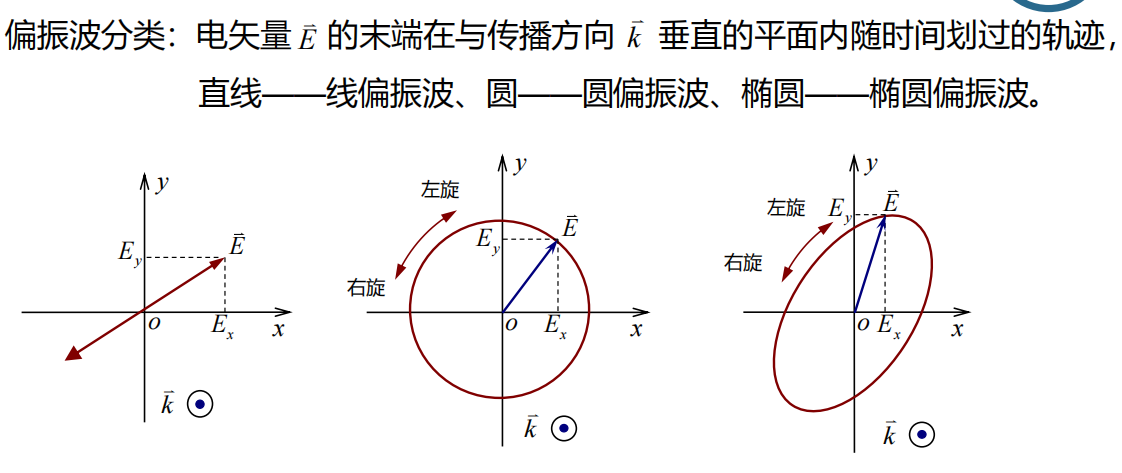 偏振波分类：电矢量 $\vec{E}$ 的末端在与传播方向 $\vec{k}$ 垂直的平面内随时间划过的轨迹，
直线——线偏振波、圆——圆偏振波、椭圆——椭圆偏振波。
y
$E_y$
$\vec{E}$
o
$E_x$
x
$\vec{k}$
y
左旋
右旋
$E_y$
$\vec{E}$
o
$E_x$
x
$\vec{k}$
y
左旋
右旋
$E_y$
$\vec{E}$
o
$E_x$
x
$\vec{k}$